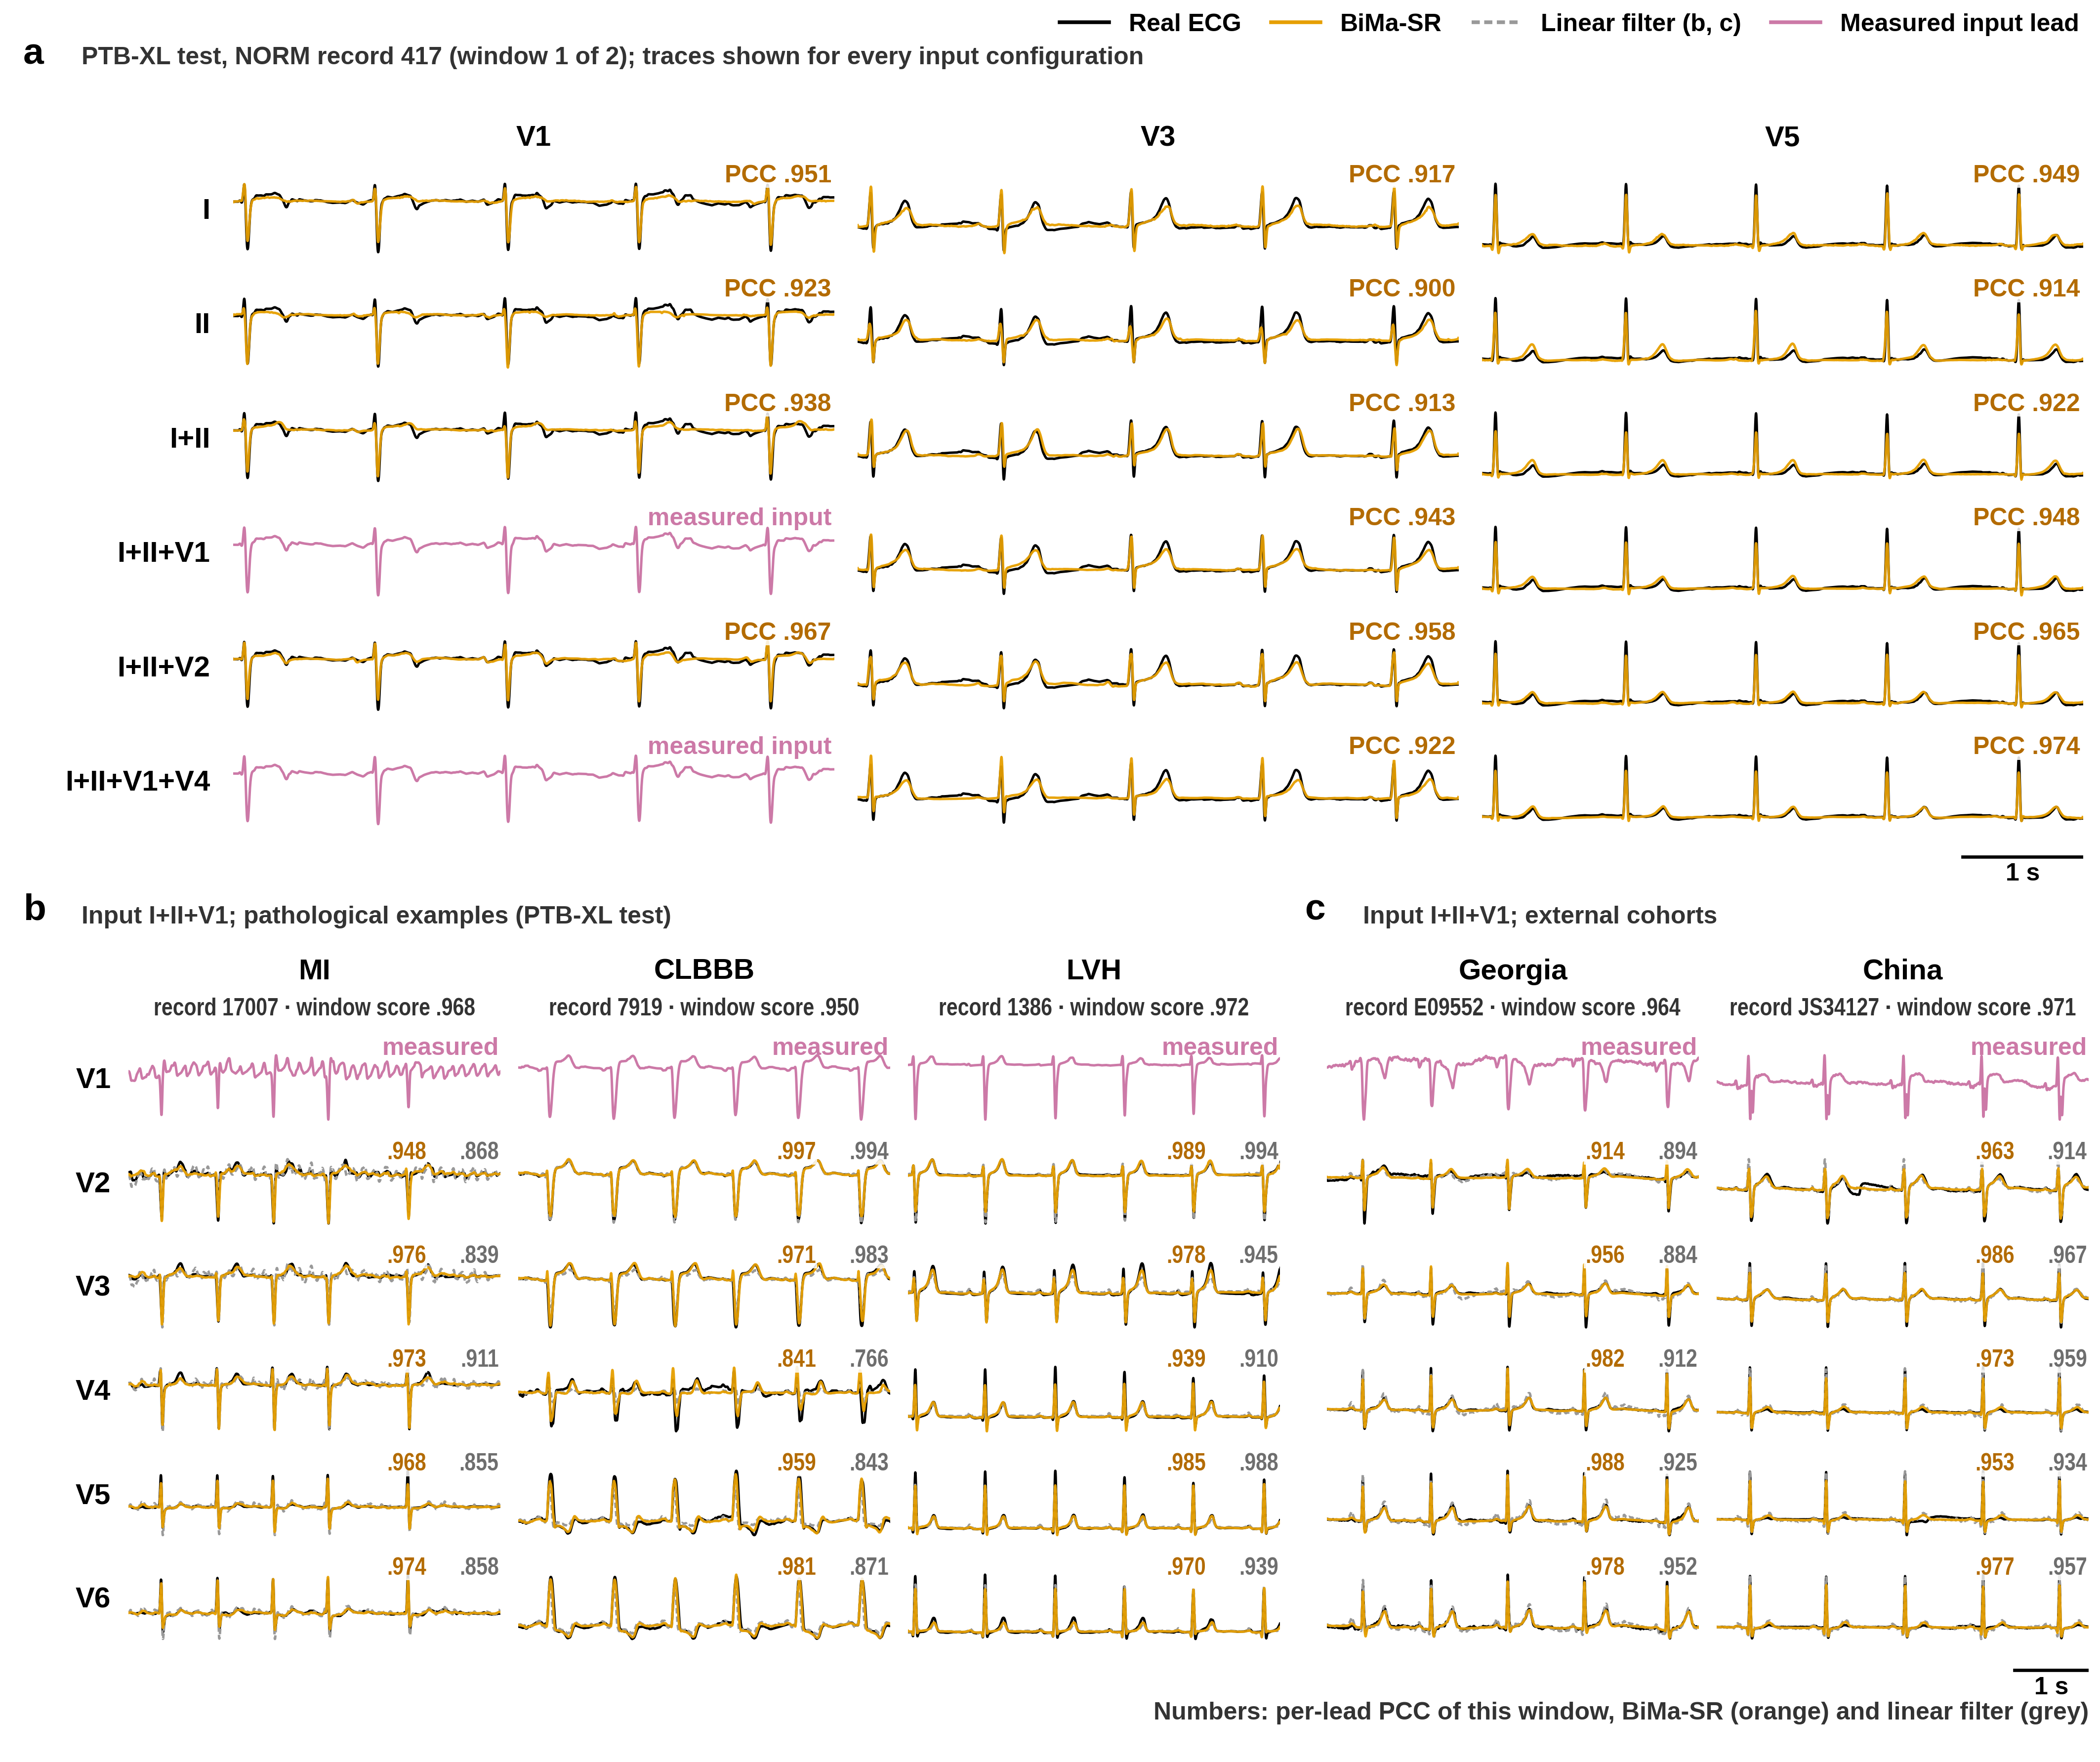 Real ECG BiMa-SR Linear filter (b, c) Measured input lead
a PTB-XL test, NORM record 417 (window 1 of 2); traces shown for every input configuration
V1 V3 V5
I PCC .951 PCC .917 PCC .949
II PCC .923 PCC .900 PCC .914
I+II PCC .938 PCC .913 PCC .922
I+II+V1 measured input PCC .943 PCC .948
I+II+V2 PCC .967 PCC .958 PCC .965
I+II+V1+V4 measured input PCC .922 PCC .974
1 s
b Input I+II+V1; pathological examples (PTB-XL test)
MI CLBBB LVH
record 17007 · window score .968 record 7919 · window score .950 record 1386 · window score .972
c Input I+II+V1; external cohorts
Georgia China
record E09552 · window score .964 record JS34127 · window score .971
V1 measured measured measured measured measured
V2 .948 .868 .997 .994 .989 .994 .914 .894 .963 .914
V3 .976 .839 .971 .983 .978 .945 .956 .884 .986 .967
V4 .973 .911 .841 .766 .939 .910 .982 .912 .973 .959
V5 .968 .855 .959 .843 .985 .988 .988 .925 .953 .934
V6 .974 .858 .981 .871 .970 .939 .978 .952 .977 .957
1 s
Numbers: per-lead PCC of this window, BiMa-SR (orange) and linear filter (grey)